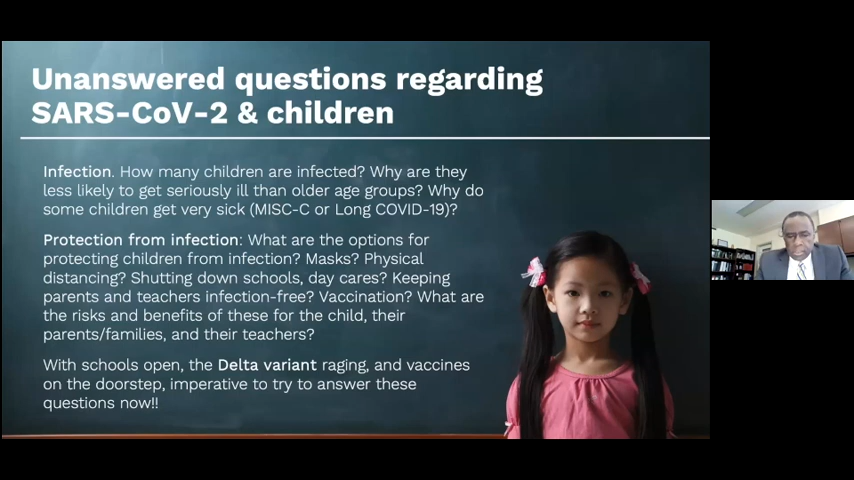 Unanswered questions regarding
SARS-CoV-2 & children
Infection. How many children are infected? Why are they
less likely to get seriously ill than older age groups? Why do
some children get very sick (MISC-C or Long COVID-19)?
Protection from infection: What are the options for
protecting children from infection? Masks? Physical
distancing? Shutting down schools, day cares? Keeping
parents and teachers infection-free? Vaccination? What are
the risks and benefits of these for the child, their
parents/families, and their teachers?
With schools open, the Delta variant raging, and vaccines
on the doorstep, imperative to try to answer these
questions now!!